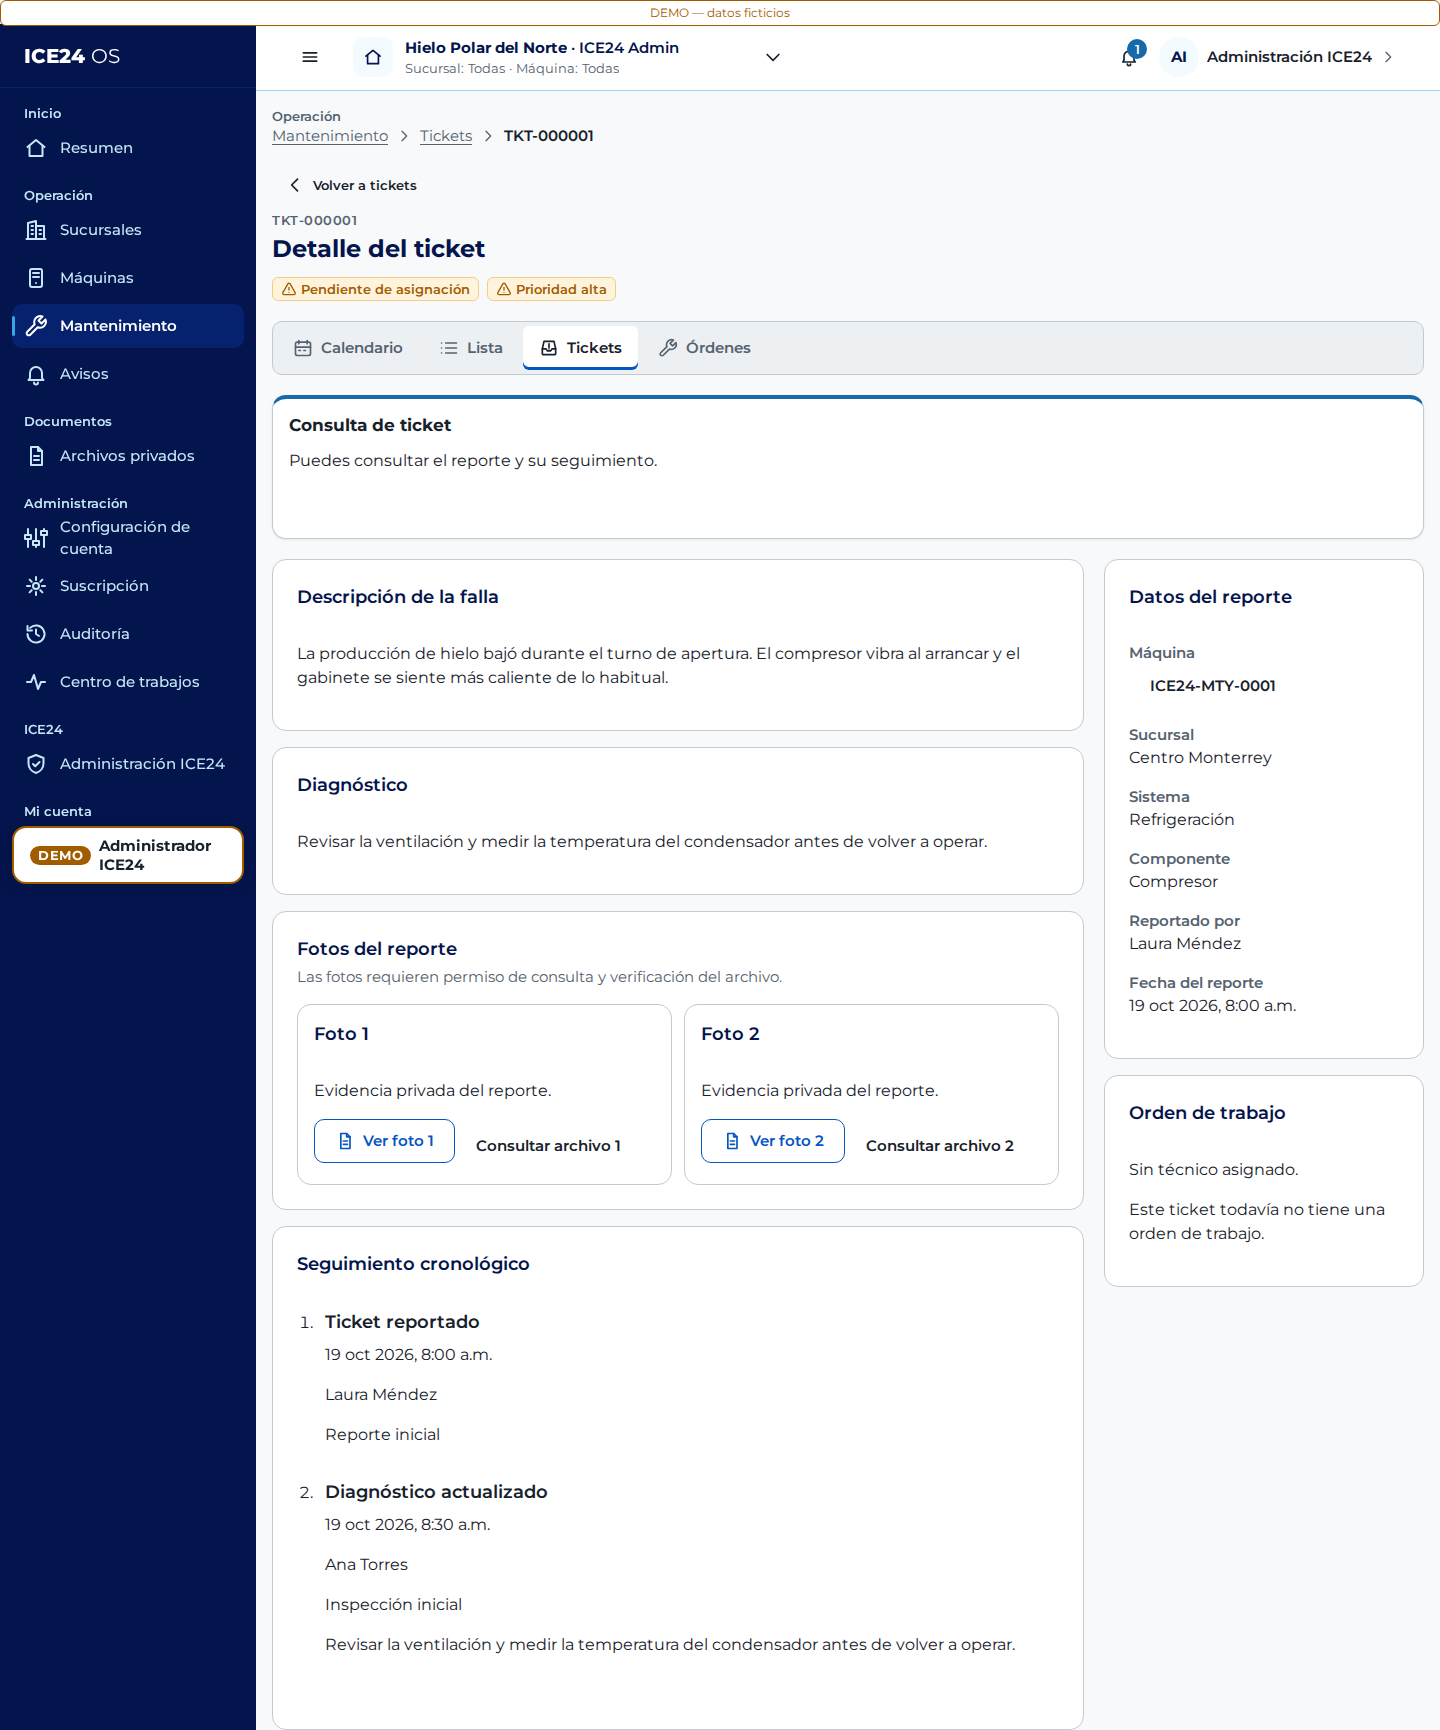 DEMO — datos ficticios
ICE24 OS
Inicio
Resumen
Operación
Sucursales
Máquinas
Mantenimiento
Avisos
Documentos
Archivos privados
Administración
Configuración de
cuenta
Suscripción
Auditoría
Centro de trabajos
ICE24
Administración ICE24
Mi cuenta
DEMO Administrador
ICE24
Hielo Polar del Norte · ICE24 Admin
Sucursal: Todas · Máquina: Todas
1
AI Administración ICE24
Operación
Mantenimiento > Tickets > TKT-000001
Volver a tickets
TKT-000001
Detalle del ticket
Pendiente de asignación Prioridad alta
Calendario Lista Tickets Órdenes
Consulta de ticket
Puedes consultar el reporte y su seguimiento.
Descripción de la falla
La producción de hielo bajó durante el turno de apertura. El compresor vibra al arrancar y el
gabinete se siente más caliente de lo habitual.
Diagnóstico
Revisar la ventilación y medir la temperatura del condensador antes de volver a operar.
Fotos del reporte
Las fotos requieren permiso de consulta y verificación del archivo.
Foto 1
Evidencia privada del reporte.
Ver foto 1 Consultar archivo 1
Foto 2
Evidencia privada del reporte.
Ver foto 2 Consultar archivo 2
Seguimiento cronológico
1. Ticket reportado
19 oct 2026, 8:00 a.m.
Laura Méndez
Reporte inicial
2. Diagnóstico actualizado
19 oct 2026, 8:30 a.m.
Ana Torres
Inspección inicial
Revisar la ventilación y medir la temperatura del condensador antes de volver a operar.
Datos del reporte
Máquina
ICE24-MTY-0001
Sucursal
Centro Monterrey
Sistema
Refrigeración
Componente
Compresor
Reportado por
Laura Méndez
Fecha del reporte
19 oct 2026, 8:00 a.m.
Orden de trabajo
Sin técnico asignado.
Este ticket todavía no tiene una
orden de trabajo.